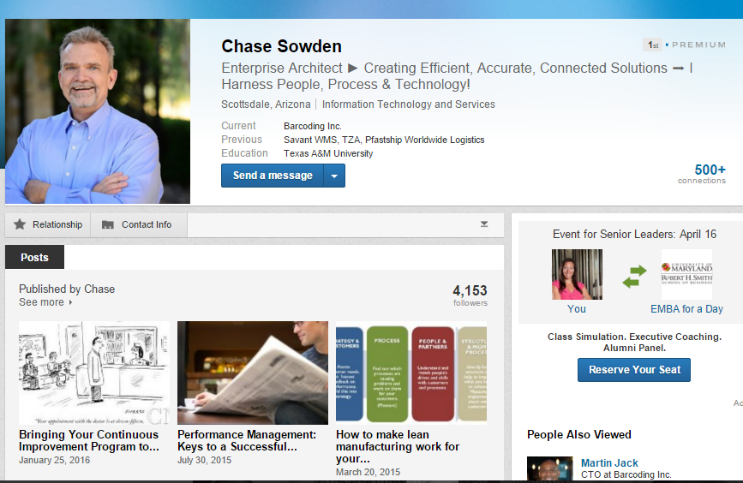 Chase Sowden
1st · PREMIUM
Enterprise Architect ► Creating Efficient, Accurate, Connected Solutions ➞ I
Harness People, Process & Technology!
Scottsdale, Arizona | Information Technology and Services
Current Barcoding Inc.
Previous Savant WMS, TZA, Pfastship Worldwide Logistics
Education Texas A&M University
Send a message
500+
connections
Relationship
Contact Info
Posts
Published by Chase
See more
4,153
followers
PROCESS
PEOPLE &
PARTNERS
Bringing Your Continuous
Improvement Program to...
January 25, 2016
Performance Management:
Keys to a Successful...
July 30, 2015
How to make lean
manufacturing work for
your...
March 20, 2015
Event for Senior Leaders: April 16
UNIVERSITY OF
MARYLAND
ROBERT H. SMITH
You
EMBA for a Day
Class Simulation. Executive Coaching.
Alumni Panel.
Reserve Your Seat
People Also Viewed
Martin Jack
CTO at Barcoding Inc.